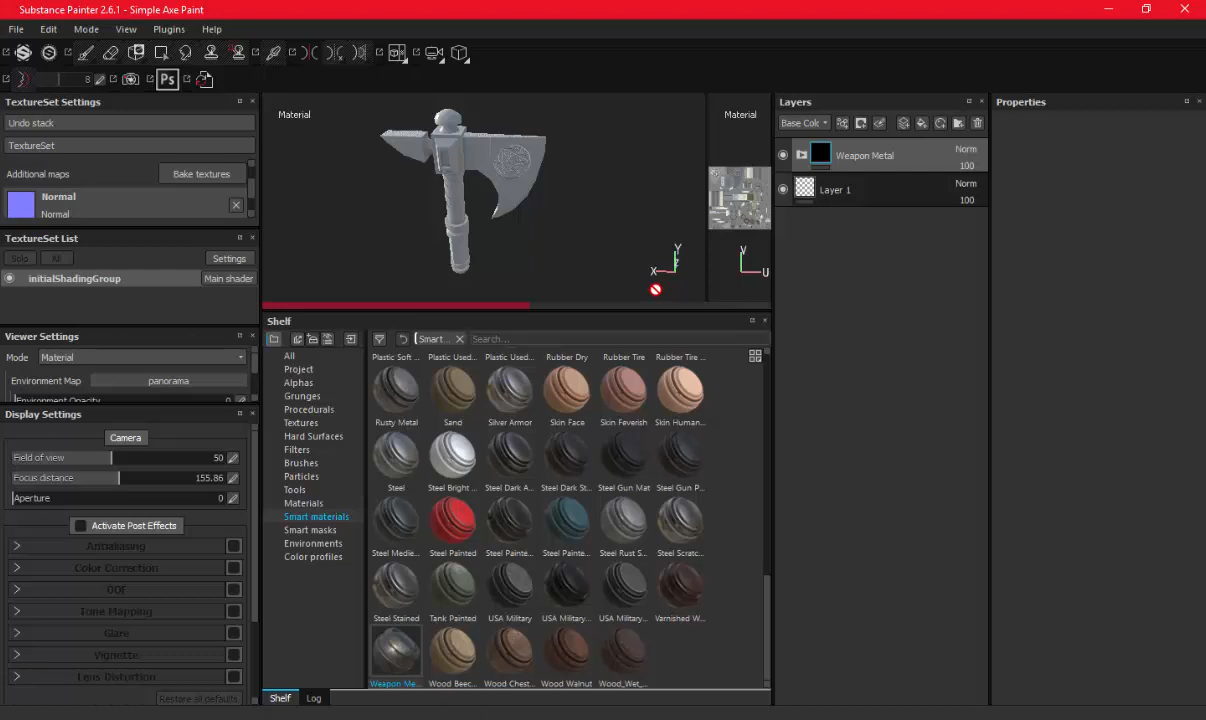 Substance Painter 2.6.1 - Simple Axe Paint
File Edit Mode View Plugins Help
8 Ps
TextureSet Settings
Undo stack
TextureSet
Additional maps Bake textures
Normal
Normal
TextureSet List
Solo All Settings
initialShadingGroup Main shader
Viewer Settings
Mode Material
Environment Map panorama
Environment Opacity 0
Display Settings
Camera
Field of view 50
Focus distance 155.86
Aperture 0
Activate Post Effects
Antialiasing
Color Correction
DOF
Tone Mapping
Glare
Vignette
Lens Distortion
Restore all defaults
Material
Y
Z
X
Material
V
U
Shelf
Smart... Search...
All
Project
Alphas
Grunges
Procedurals
Textures
Hard Surfaces
Filters
Brushes
Particles
Tools
Materials
Smart materials
Smart masks
Environments
Color profiles
Plastic Soft ... Plastic Used... Plastic Used... Rubber Dry Rubber Tire Rubber Tire ...
Rusty Metal Sand Silver Armor Skin Face Skin Feverish Skin Human...
Steel Steel Bright ... Steel Dark A... Steel Dark St... Steel Gun Mat Steel Gun P...
Steel Medie... Steel Painted Steel Painte... Steel Painte... Steel Rust S... Steel Scratc...
Steel Stained Tank Painted USA Military USA Military... USA Military... Varnished W...
Weapon Me... Wood Beec... Wood Chest... Wood Walnut Wood_Wet_...
Shelf Log
Layers
Base Col
Weapon Metal Norm
100
Layer 1 Norm
100
Properties